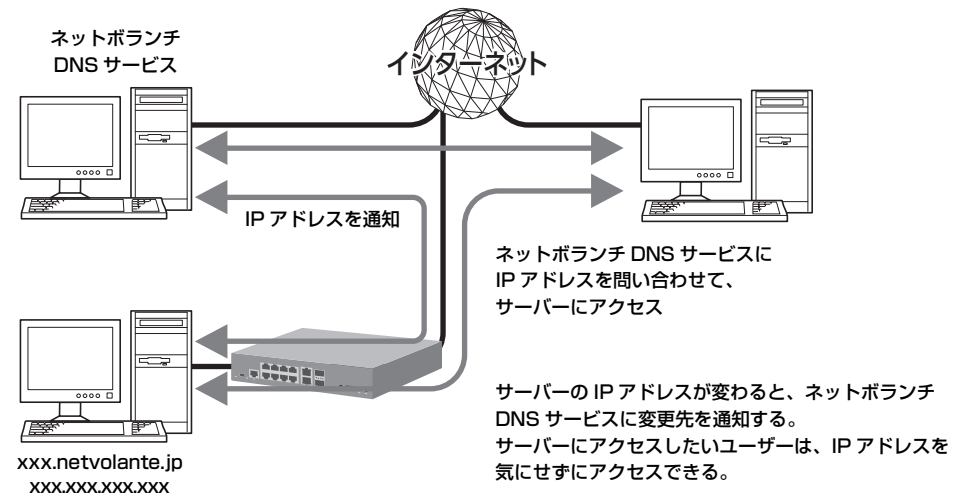 ネットボランチ
DNS サービス
インターネット
IP アドレスを通知
ネットボランチ DNS サービスに
IP アドレスを問い合わせて、
サーバーにアクセス
サーバーの IP アドレスが変わると、ネットボランチ
DNS サービスに変更先を通知する。
サーバーにアクセスしたいユーザーは、IP アドレスを
気にせずにアクセスできる。
xxx.netvolante.jp
xxx.xxx.xxx.xxx